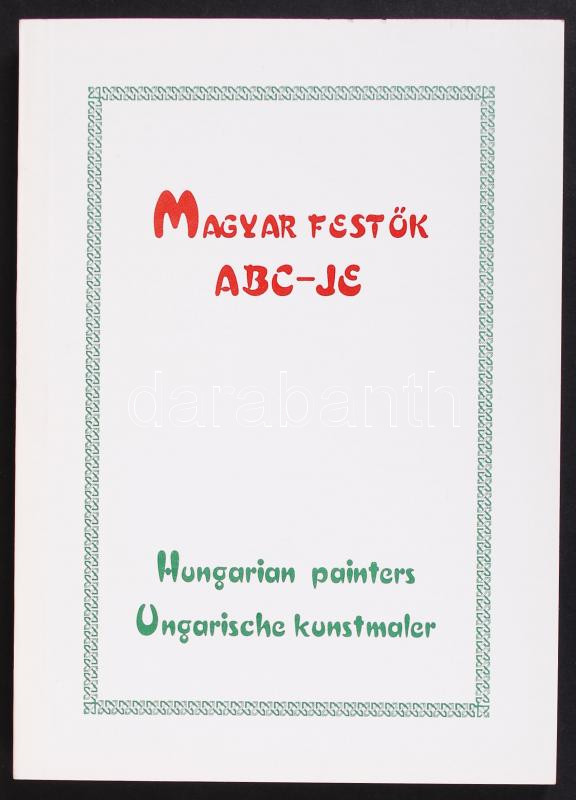 MAGYAR FESTŐK
ABC-JE
darabanth
Hungarian painters
Ungarische kunstmaler